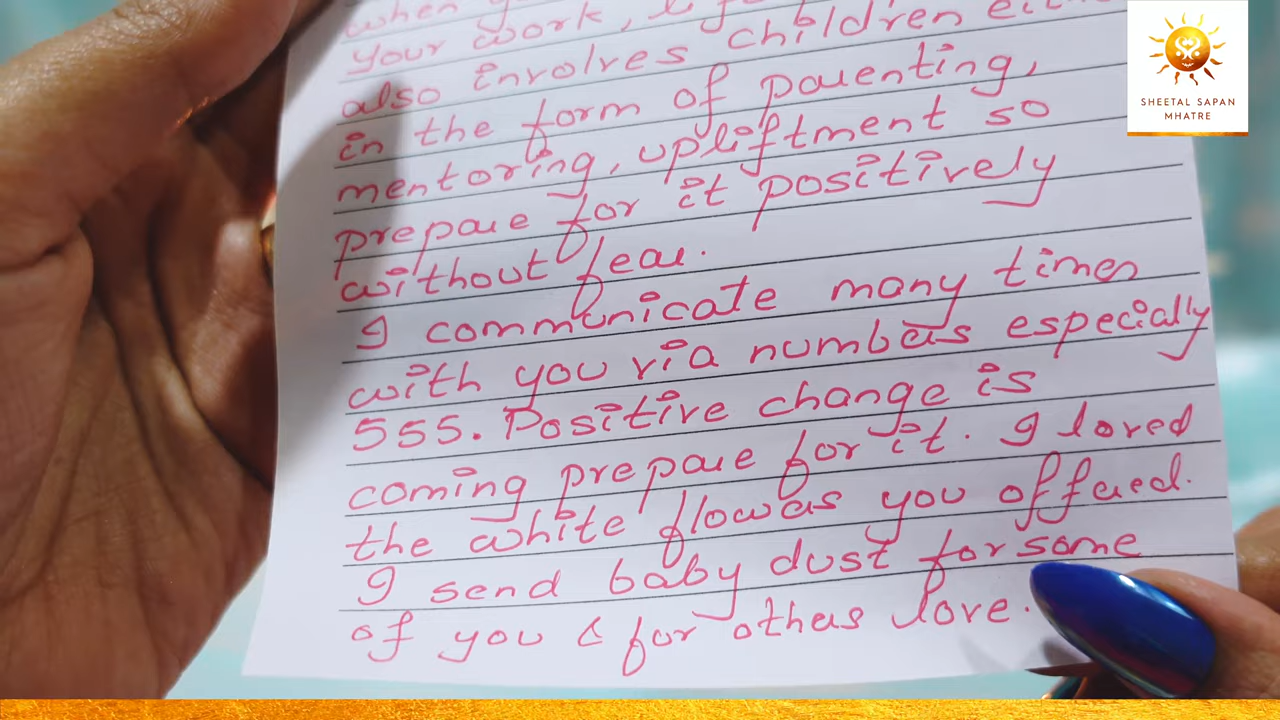 when
your work,
also involves children
in the form of parenting,
mentoring, upliftment so
prepare for it positively
without fear.
I communicate many times
with you via numbers especially
555. Positive change is
coming prepare for it. I loved
the white flowers you offered.
I send baby dust for some
of you & for others love.
SHEETAL SAPAN
MHATRE